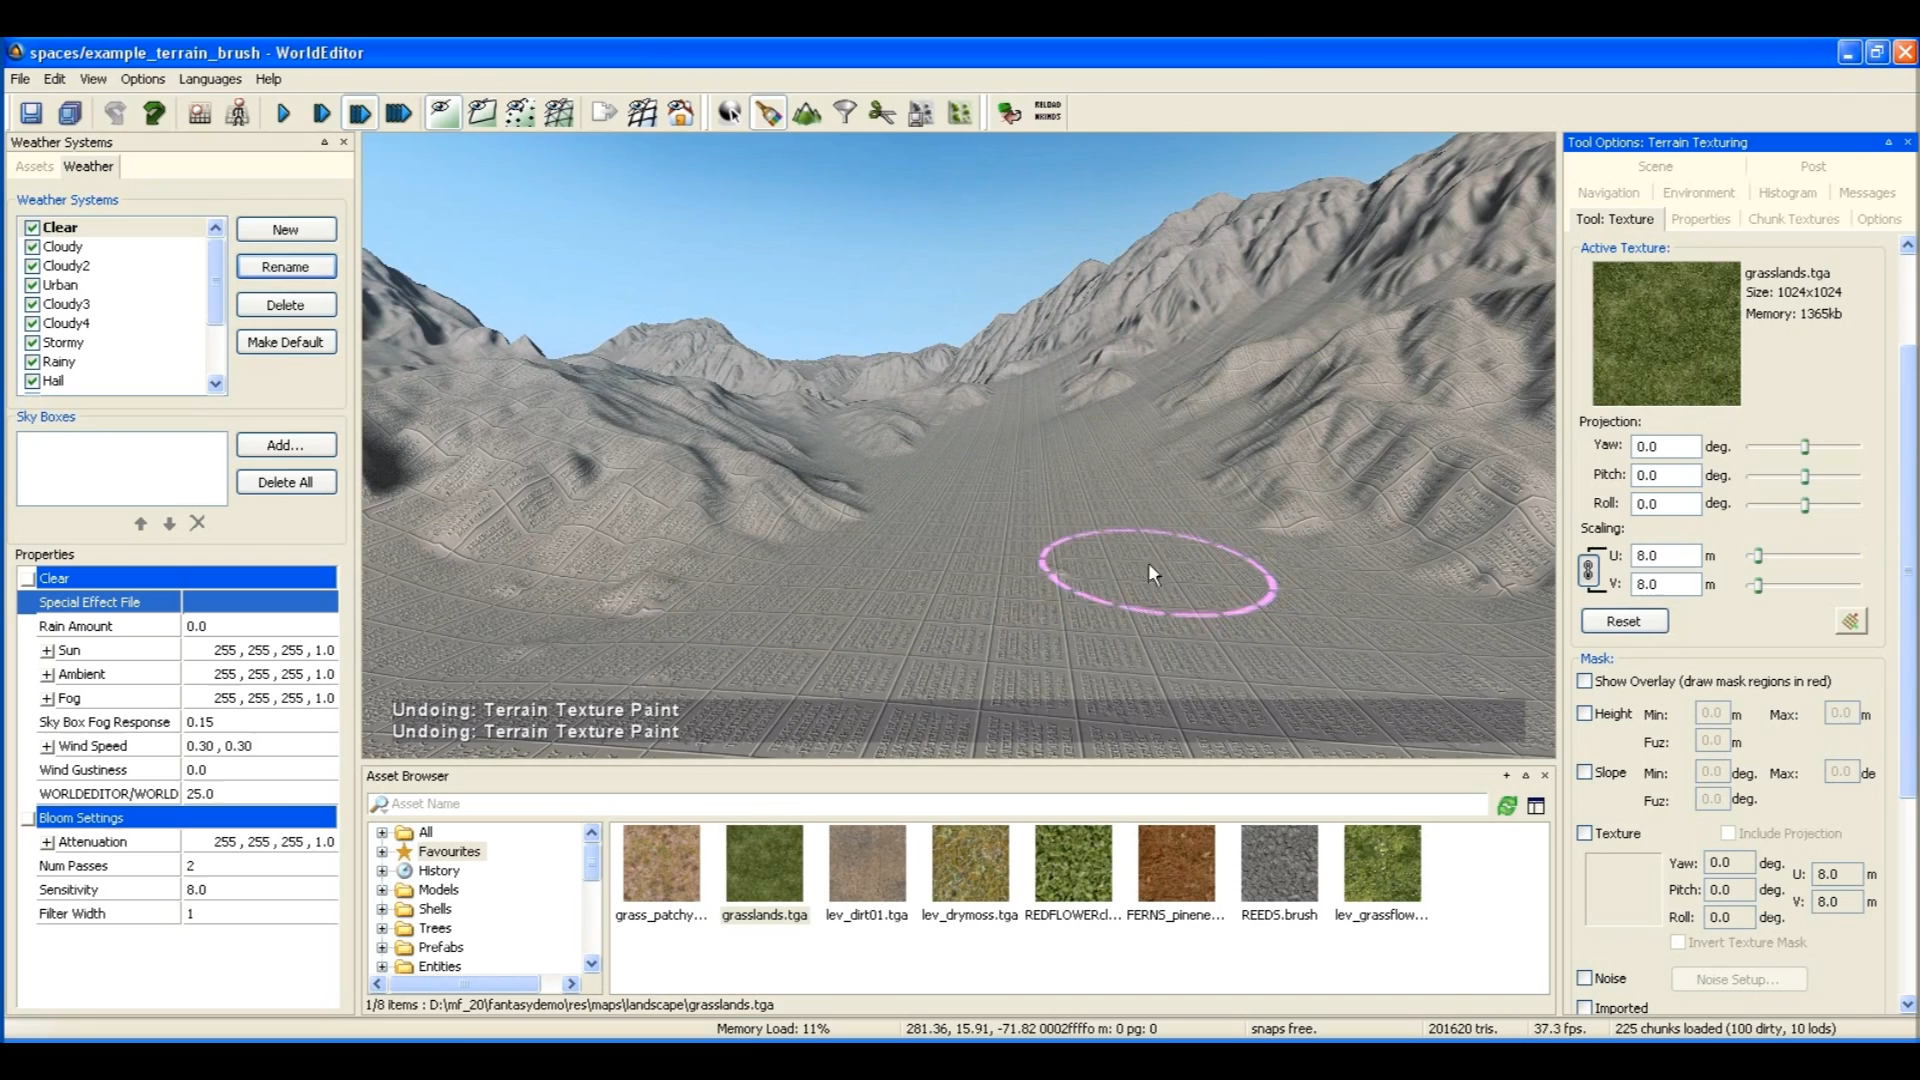 spaces/example_terrain_brush - WorldEditor
File Edit View Options Languages Help
RELOAD
Weather Systems
Assets Weather
Weather Systems
Clear
Cloudy
Cloudy2
Urban
Cloudy3
Cloudy4
Stormy
Rainy
Hail
New
Rename
Delete
Make Default
Sky Boxes
Add...
Delete All
Properties
Clear
Special Effect File
Rain Amount 0.0
Sun 255 , 255 , 255 , 1.0
Ambient 255 , 255 , 255 , 1.0
Fog 255 , 255 , 255 , 1.0
Sky Box Fog Response 0.15
Wind Speed 0.30 , 0.30
Wind Gustiness 0.0
WORLDEDITOR/WORLD 25.0
Bloom Settings
Attenuation 255 , 255 , 255 , 1.0
Num Passes 2
Sensitivity 8.0
Filter Width 1
Undoing: Terrain Texture Paint
Undoing: Terrain Texture Paint
Asset Browser
Asset Name
All
Favourites
History
Models
Shells
Trees
Prefabs
Entities
grass_patchy... grasslands.tga lev_dirt01.tga lev_drymoss.tga REDFLOWERcl... FERNS_pinene... REEDS.brush lev_grassflow...
1/8 items : D:\mf_20\fantasydemo\res\maps\landscape\grasslands.tga
Tool Options: Terrain Texturing
Scene Post
Navigation Environment Histogram Messages
Tool: Texture Properties Chunk Textures Options
Active Texture:
grasslands.tga
Size: 1024x1024
Memory: 1365kb
Projection:
Yaw: 0.0 deg.
Pitch: 0.0 deg.
Roll: 0.0 deg.
Scaling:
U: 8.0 m
V: 8.0 m
Reset
Mask:
Show Overlay (draw mask regions in red)
Height Min: 0.0 m Max: 0.0 m
Fuz: 0.0 m
Slope Min: 0.0 deg. Max: 0.0 de
Fuz: 0.0 deg.
Texture Include Projection
Yaw: 0.0 deg. U: 8.0 m
Pitch: 0.0 deg.
V: 8.0 m
Roll: 0.0 deg.
Invert Texture Mask
Noise Noise Setup...
Imported
Memory Load: 11% 281.36, 15.91, -71.82 0002ffffo m: 0 pg: 0 snaps free. 201620 tris. 37.3 fps. 225 chunks loaded (100 dirty, 10 lods)